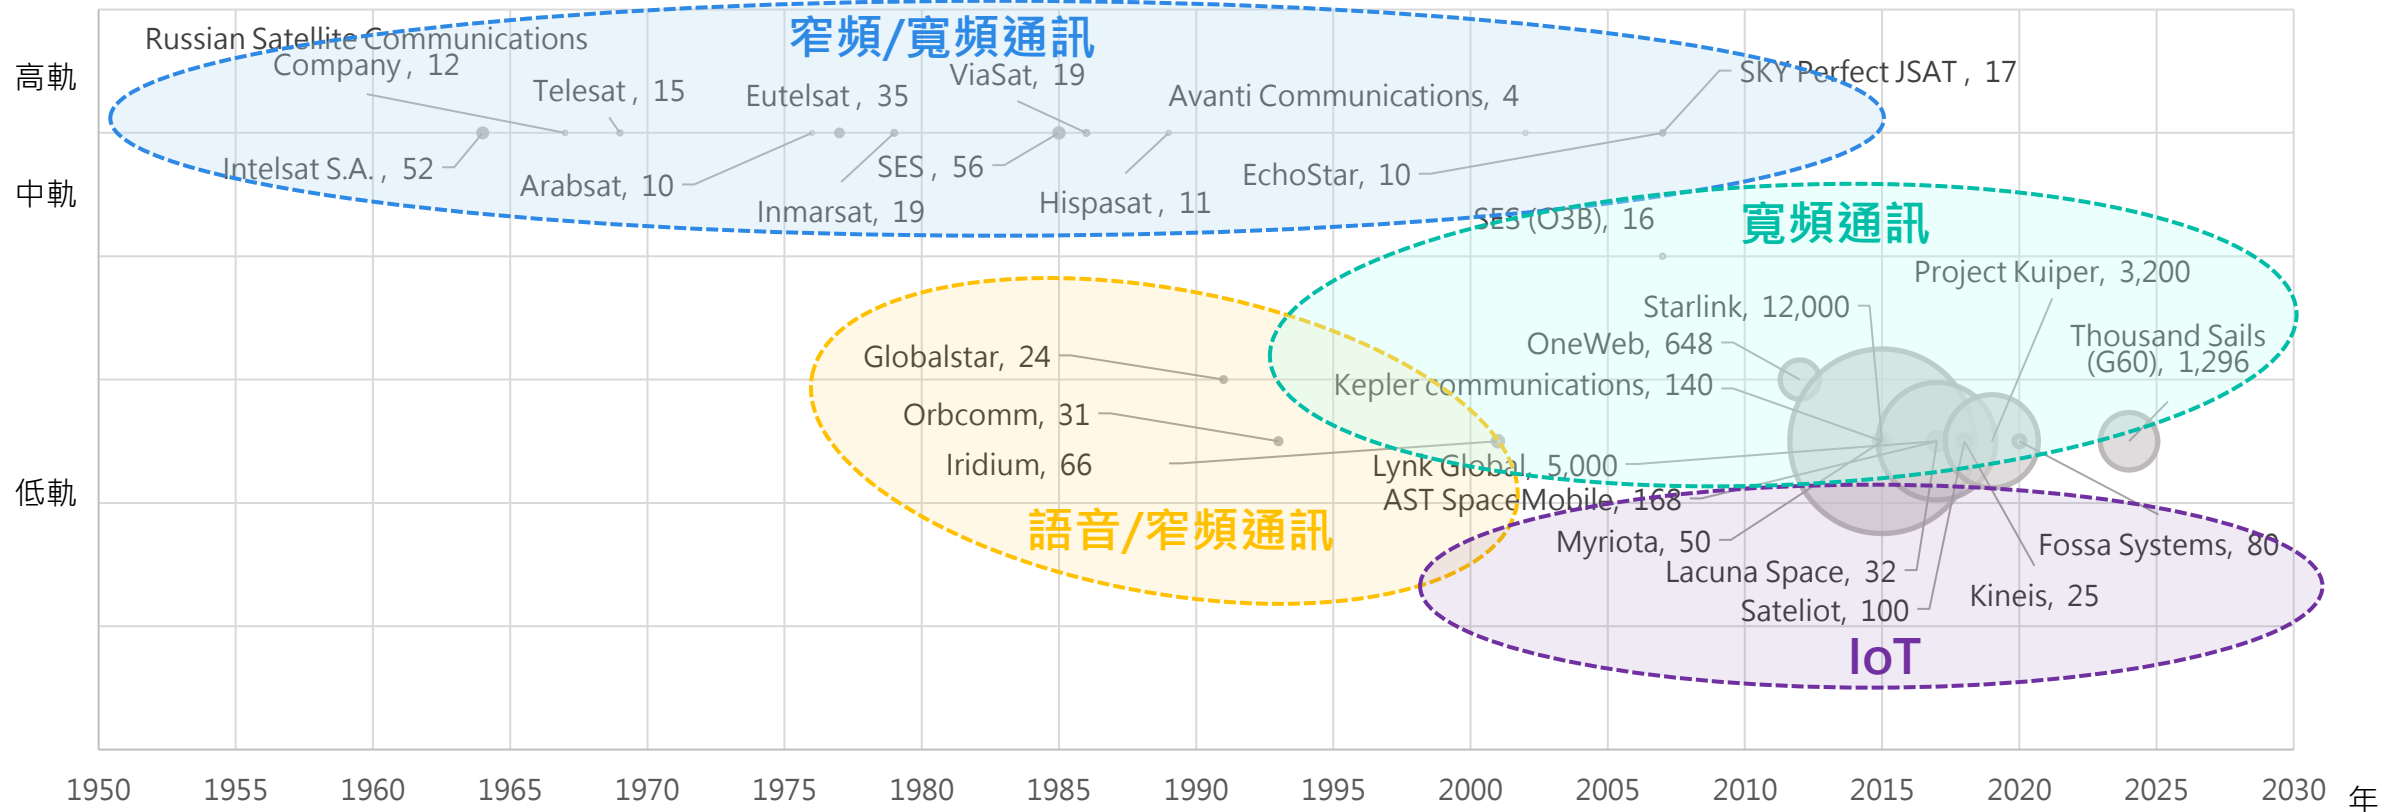 窄頻/寬頻通訊
Russian Satellite Communications
Company , 12
高軌
ViaSat, 19
SKY Perfect JSAT , 17
Telesat , 15
Eutelsat , 35
Avanti Communications, 4
Intelsat S.A. , 52
SES , 56
EchoStar, 10
Arabsat, 10
中軌
Inmarsat, 19
Hispasat , 11
SES (O3B), 16
寬頻通訊
Project Kuiper, 3,200
Starlink, 12,000
Thousand Sails
(G60), 1,296
OneWeb, 648
Globalstar, 24
Kepler communications, 140
Orbcomm, 31
Iridium, 66
Lynk Global, 5,000
低軌
AST SpaceMobile, 168
語音/窄頻通訊
Myriota, 50
Fossa Systems, 80
Lacuna Space, 32
Kineis, 25
Sateliot, 100
IoT
1950 1955 1960 1965 1970 1975 1980 1985 1990 1995 2000 2005 2010 2015 2020 2025 2030 年